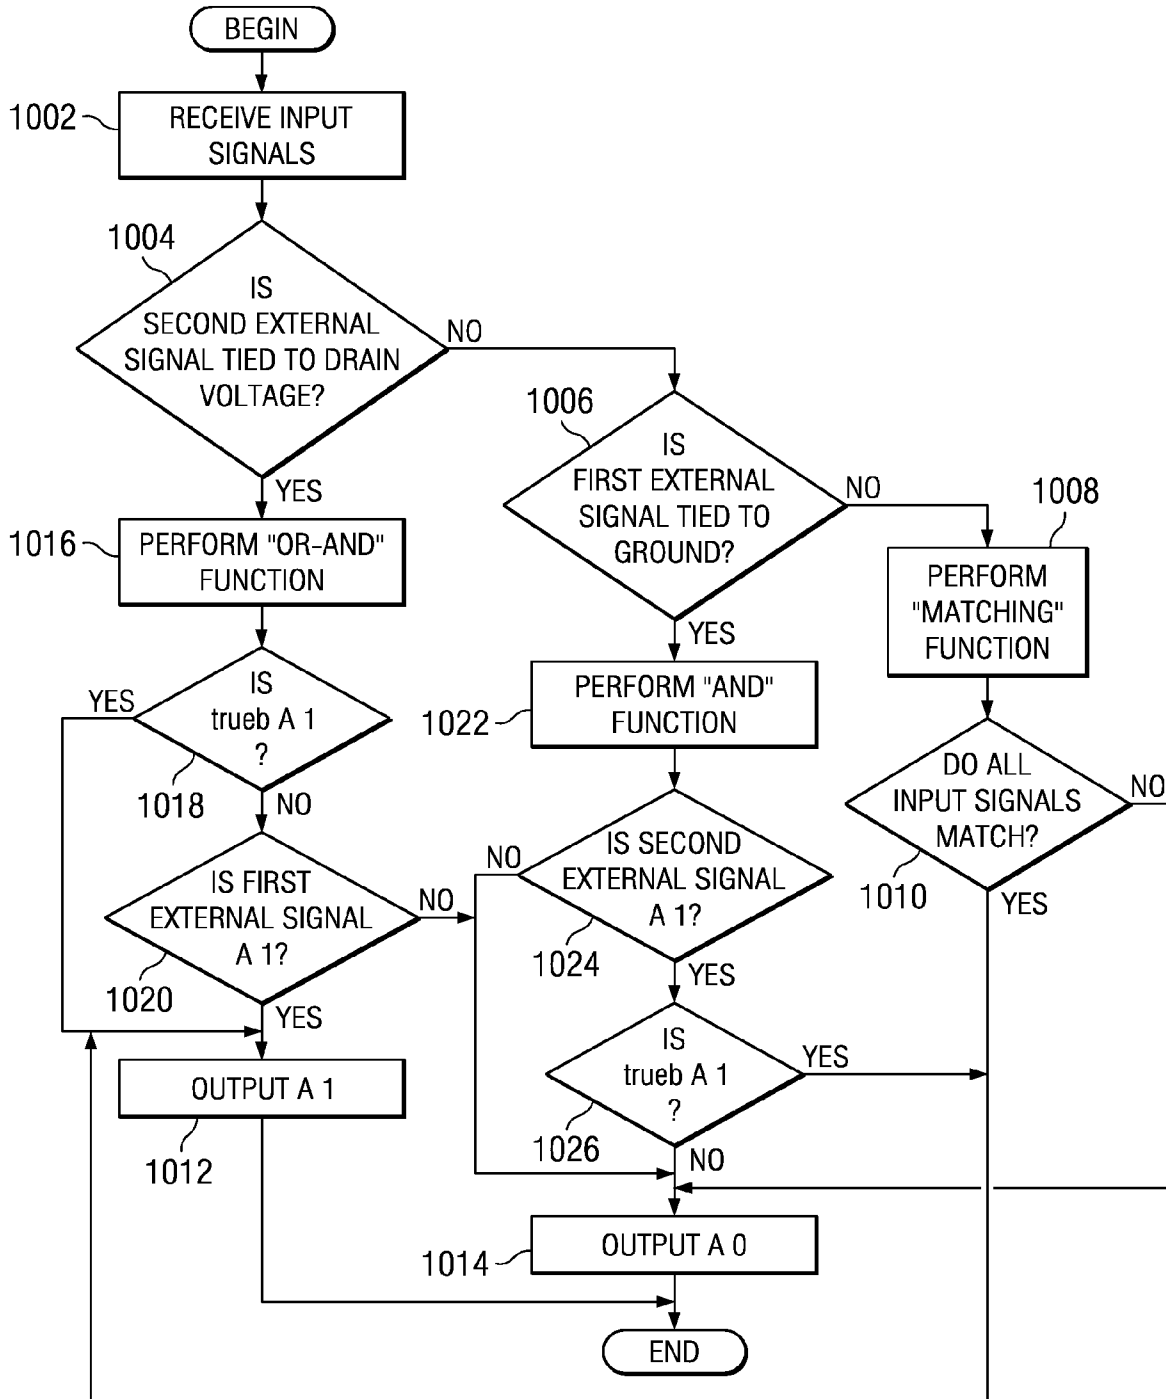 BEGIN
1002
RECEIVE INPUT
SIGNALS
1004
IS
SECOND EXTERNAL
SIGNAL TIED TO DRAIN
VOLTAGE?
NO
YES
1006
IS
FIRST EXTERNAL
SIGNAL TIED TO
GROUND?
NO
YES
1008
PERFORM
"MATCHING"
FUNCTION
1016
PERFORM "OR-AND"
FUNCTION
YES
IS
trueb A 1
?
1018
NO
1022
PERFORM "AND"
FUNCTION
DO ALL
INPUT SIGNALS
MATCH?
NO
1010
YES
IS FIRST
EXTERNAL SIGNAL
A 1?
NO
1020
YES
NO
IS SECOND
EXTERNAL SIGNAL
A 1?
1024
YES
IS
trueb A 1
?
YES
1026
NO
OUTPUT A 1
1012
OUTPUT A 0
1014
END